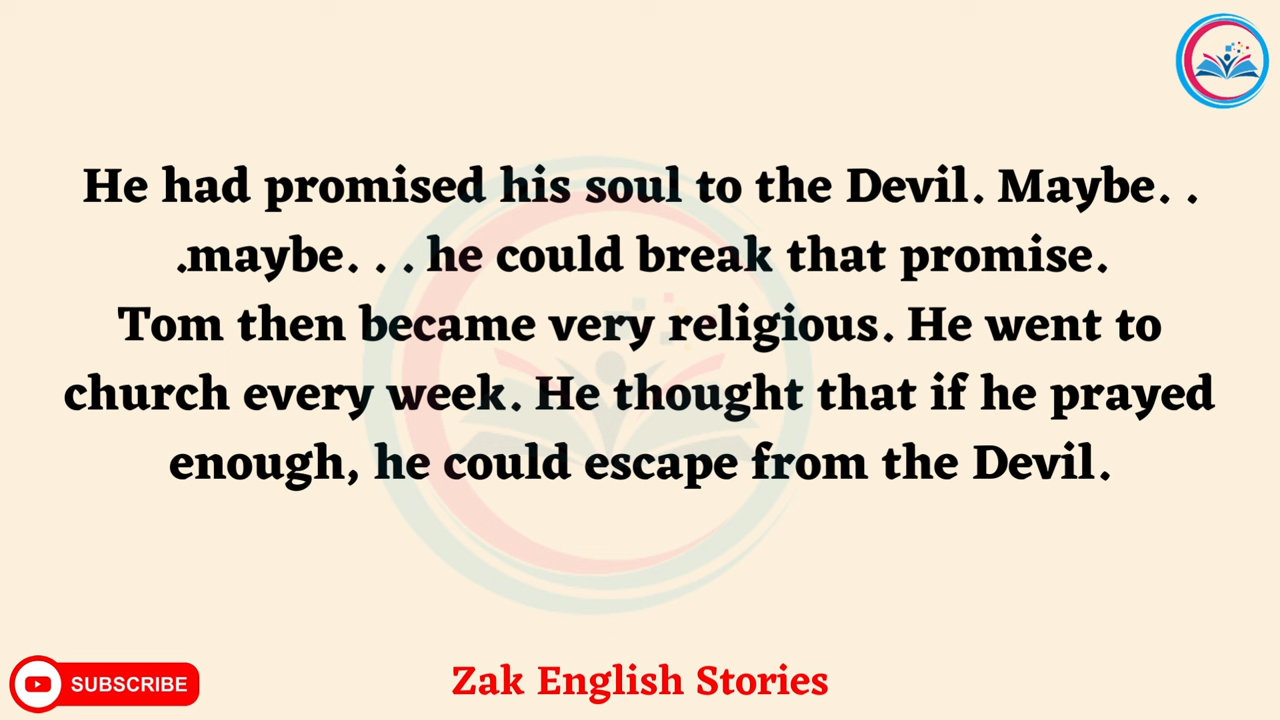 He had promised his soul to the Devil. Maybe. .
.maybe. . . he could break that promise.
Tom then became very religious. He went to
church every week. He thought that if he prayed
enough, he could escape from the Devil.
SUBSCRIBE
Zak English Stories